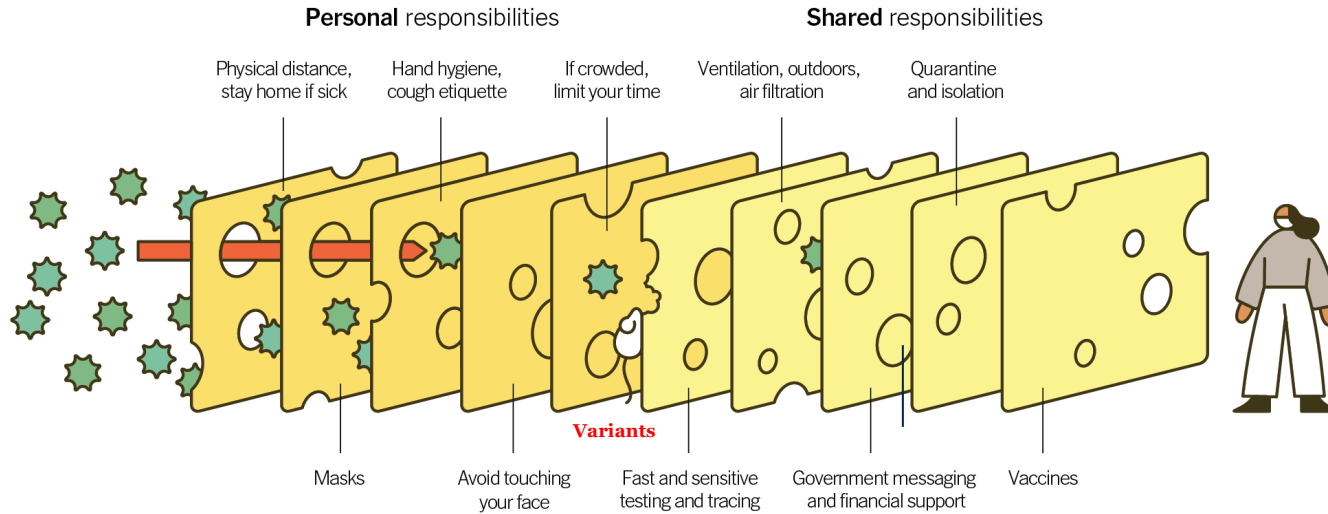 Personal responsibilities
Shared responsibilities
Physical distance,
stay home if sick
Hand hygiene,
cough etiquette
If crowded,
limit your time
Ventilation, outdoors,
air filtration
Quarantine
and isolation
Variants
Masks
Avoid touching
your face
Fast and sensitive
testing and tracing
Government messaging
and financial support
Vaccines